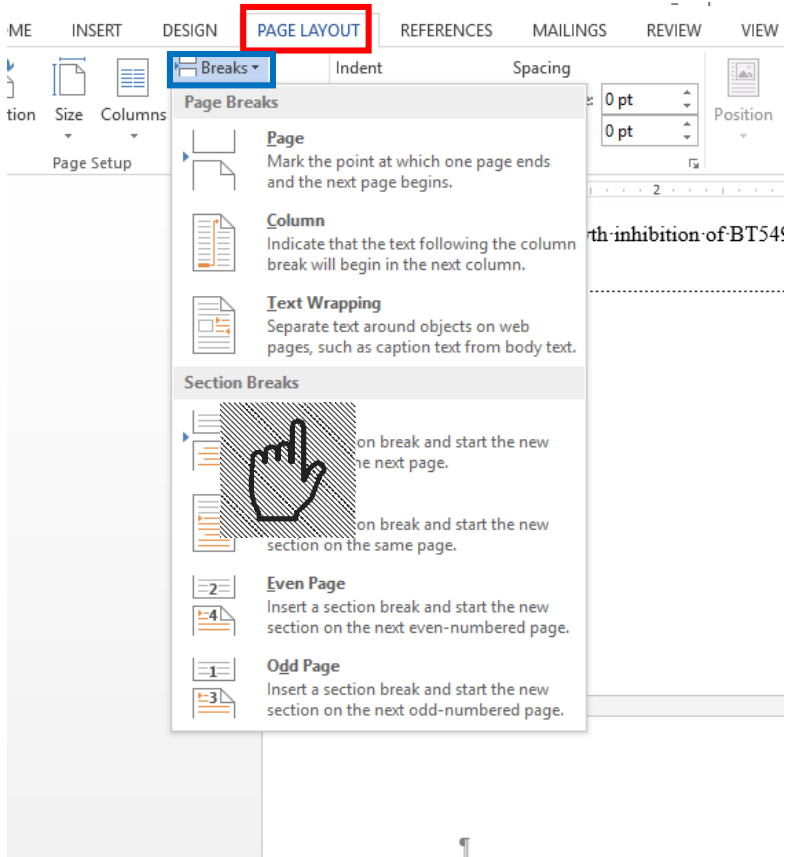 ME INSERT DESIGN PAGE LAYOUT REFERENCES MAILINGS REVIEW VIEW
Breaks Indent Spacing
tion Size Columns 0 pt Position
0 pt
Page Setup
Page Breaks
Page
Mark the point at which one page ends
and the next page begins.
2
Column
Indicate that the text following the column
break will begin in the next column.
th·inhibition·of·BT549
Text Wrapping
Separate text around objects on web
pages, such as caption text from body text.
Section Breaks
on break and start the new
next page.
on break and start the new
section on the same page.
2
4
Even Page
Insert a section break and start the new
section on the next even-numbered page.
1
3
Odd Page
Insert a section break and start the new
section on the next odd-numbered page.
¶